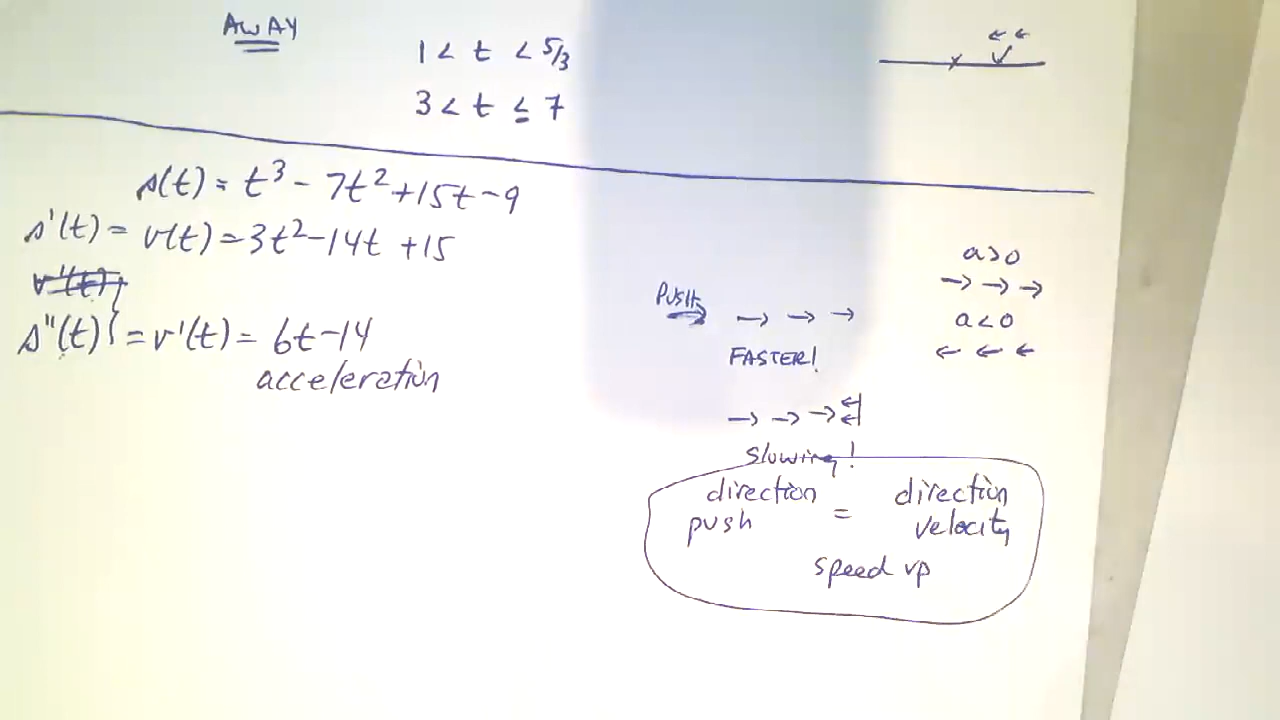 AWAY
1 < t < 5/3
3 < t ≤ 7
s(t) = t³ - 7t² + 15t - 9
s'(t) = v(t) = 3t² - 14t + 15
s"(t) = v'(t) = 6t - 14
acceleration
PUSH
→ → → →
FASTER!
→ → → ←
←
slowing!
a > 0
→ → →
a < 0
← ← ←
direction push = direction velocity
speed up